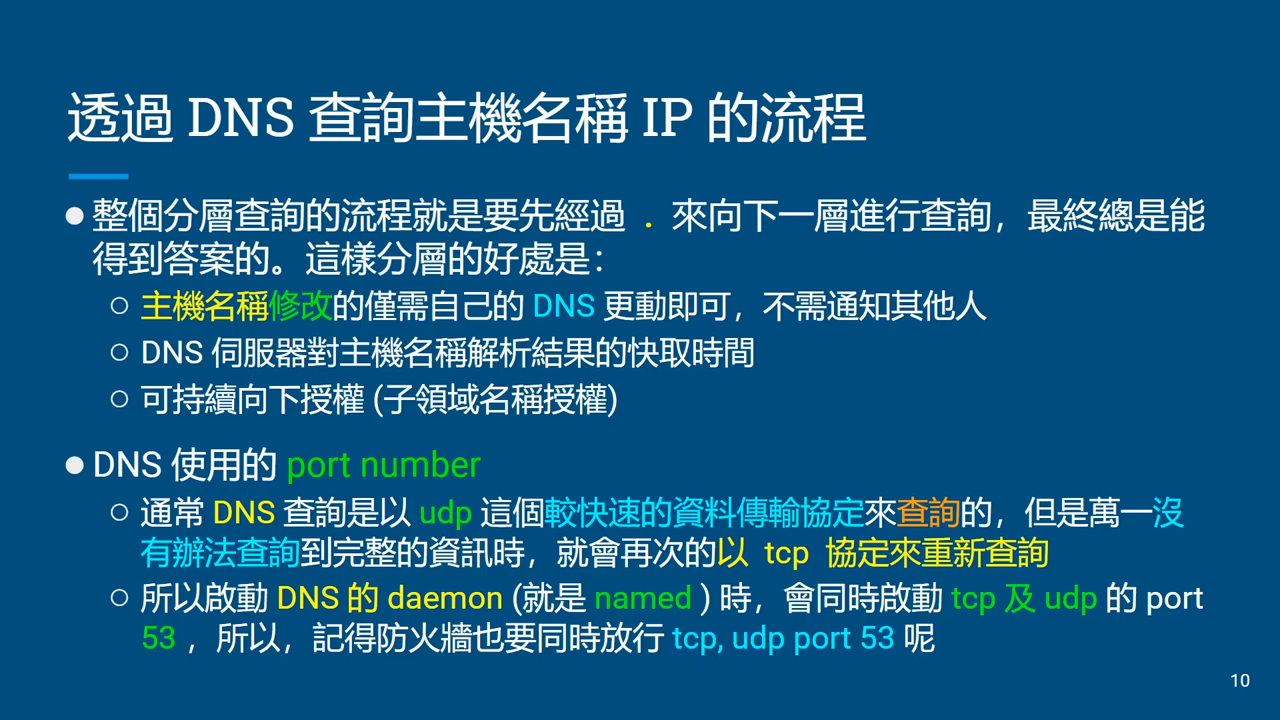 透過 DNS 查詢主機名稱 IP 的流程
●整個分層查詢的流程就是要先經過 . 來向下一層進行查詢，最終總是能
得到答案的。這樣分層的好處是：
○ 主機名稱修改的僅需自己的 DNS 更動即可，不需通知其他人
○ DNS 伺服器對主機名稱解析結果的快取時間
○ 可持續向下授權 (子領域名稱授權)
●DNS 使用的 port number
○ 通常 DNS 查詢是以 udp 這個較快速的資料傳輸協定來查詢的，但是萬一沒
有辦法查詢到完整的資訊時，就會再次的以 tcp 協定來重新查詢
○ 所以啟動 DNS 的 daemon (就是 named ) 時，會同時啟動 tcp 及 udp 的 port
53 ，所以，記得防火牆也要同時放行 tcp, udp port 53 呢
10